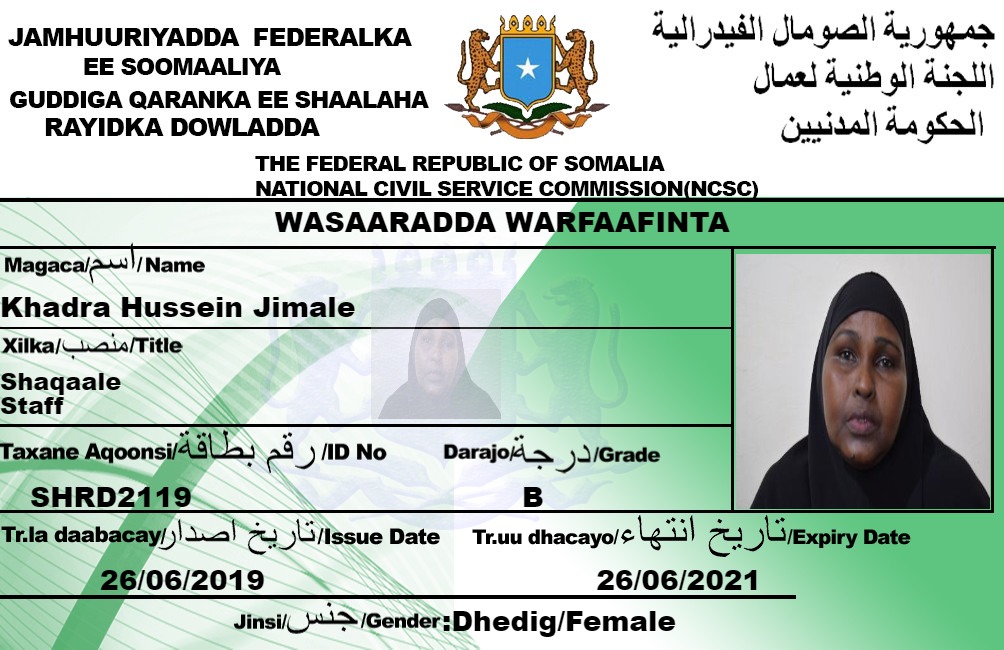 JAMHUURIYADDA FEDERALKA
EE SOOMAALIYA
GUDDIGA QARANKA EE SHAALAHA
RAYIDKA DOWLADDA
جمهورية الصومال الفيدرالية
اللجنة الوطنية لعمال
الحكومة المدنيين
THE FEDERAL REPUBLIC OF SOMALIA
NATIONAL CIVIL SERVICE COMMISSION(NCSC)
WASAARADDA WARFAAFINTA
Magaca/اسم/Name
Khadra Hussein Jimale
Xilka/منصب/Title
Shaqaale
Staff
Taxane Aqoonsi/رقم بطاقة/ID No
Darajo/درجة/Grade
SHRD2119
B
Tr.la daabacay/تاريخ اصدار/Issue Date
Tr.uu dhacayo/تاريخ انتهاء/Expiry Date
26/06/2019
26/06/2021
Jinsi/جنس/Gender:Dhedig/Female